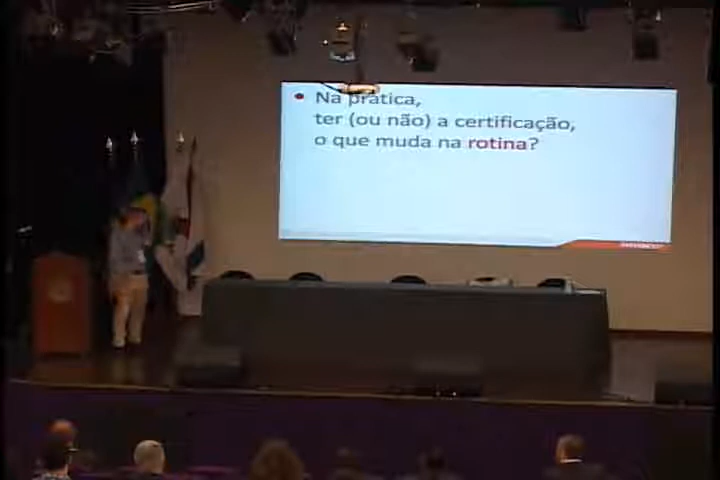 Na prática,
ter (ou não) a certificação,
o que muda na rotina?